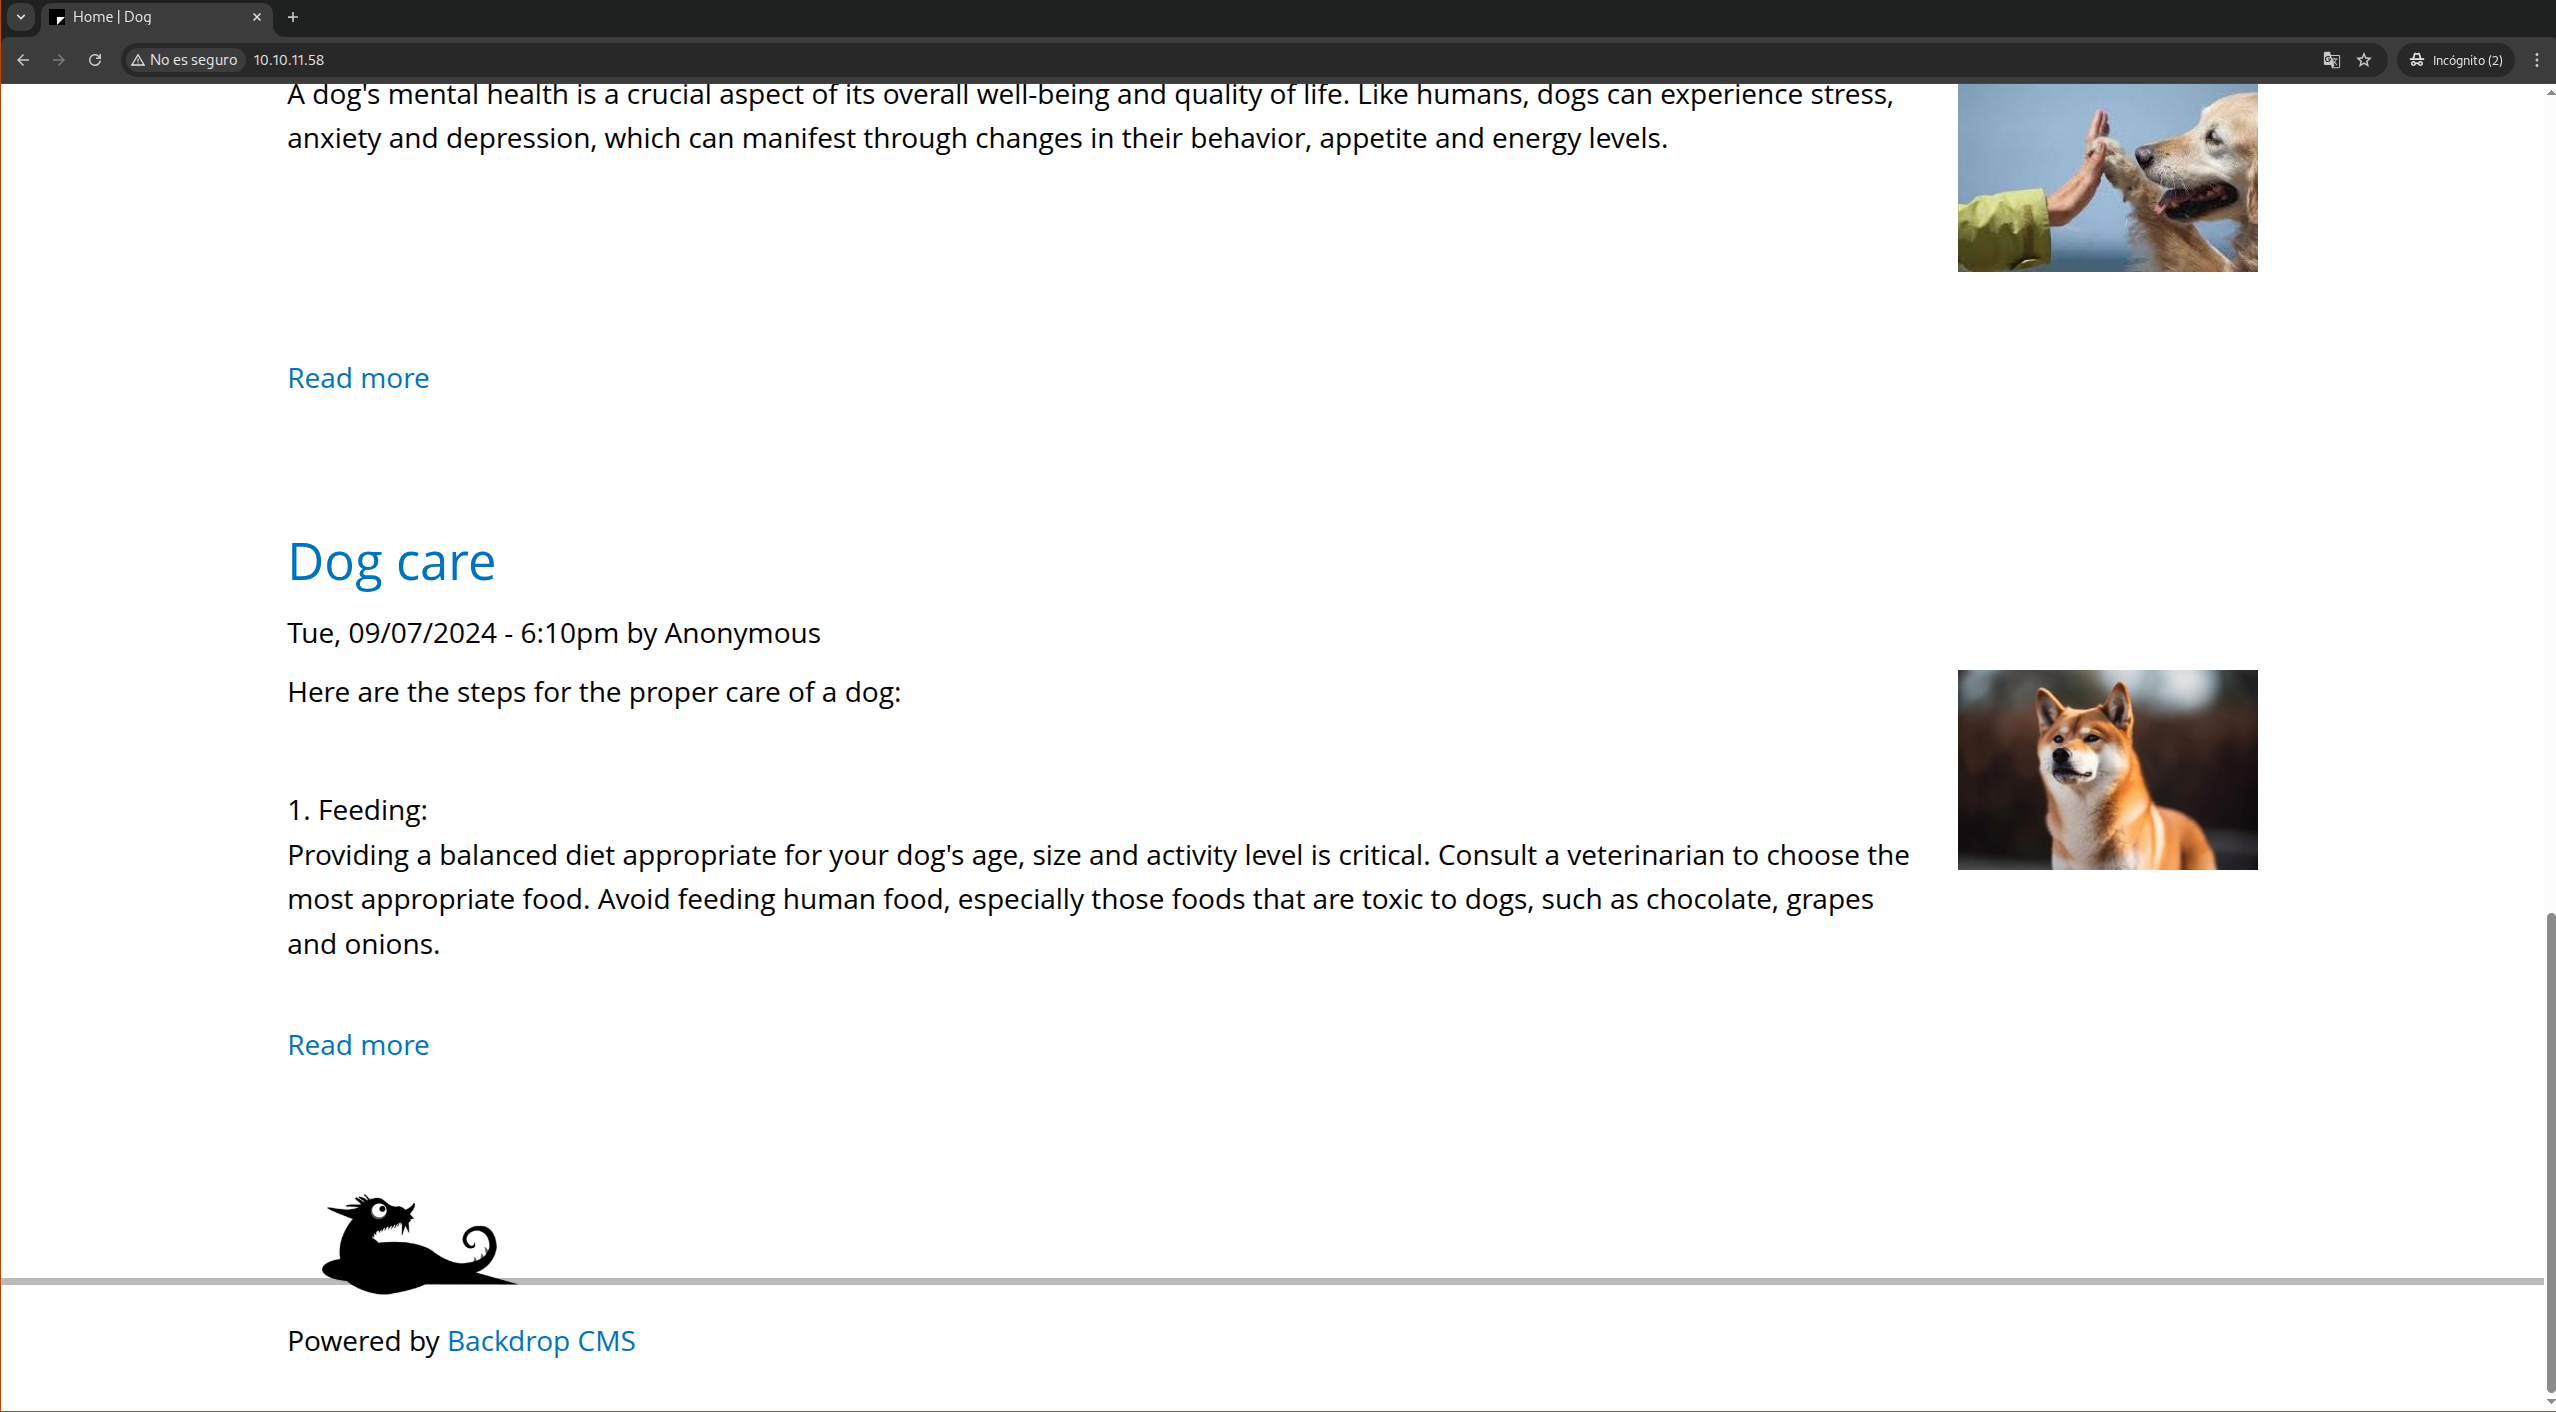 Home | Dog
No es seguro
10.10.11.58
Incógnito (2)
A dog's mental health is a crucial aspect of its overall well-being and quality of life. Like humans, dogs can experience stress,
anxiety and depression, which can manifest through changes in their behavior, appetite and energy levels.
Read more
Dog care
Tue, 09/07/2024 - 6:10pm by Anonymous
Here are the steps for the proper care of a dog:
1. Feeding:
Providing a balanced diet appropriate for your dog's age, size and activity level is critical. Consult a veterinarian to choose the
most appropriate food. Avoid feeding human food, especially those foods that are toxic to dogs, such as chocolate, grapes
and onions.
Read more
Powered by Backdrop CMS